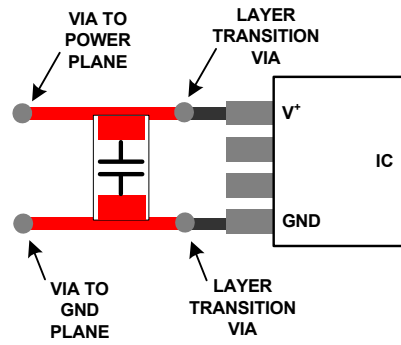 VIA TO
POWER
PLANE
LAYER
TRANSITION
VIA
V+
IC
GND
VIA TO
GND
PLANE
LAYER
TRANSITION
VIA